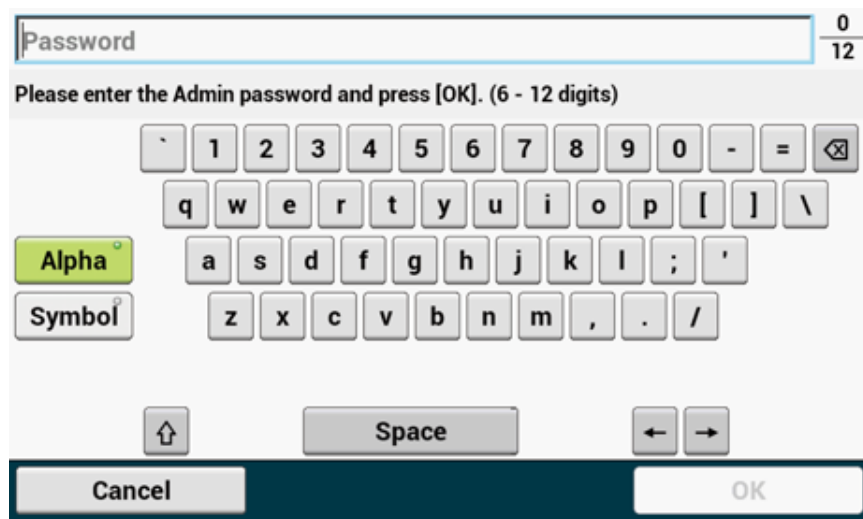 Password
0
12
Please enter the Admin password and press [OK]. (6 - 12 digits)
` 1 2 3 4 5 6 7 8 9 0 - =
q w e r t y u i o p [ ] \
Alpha a s d f g h j k l ; '
Symbol z x c v b n m , . /
Space ← →
Cancel OK